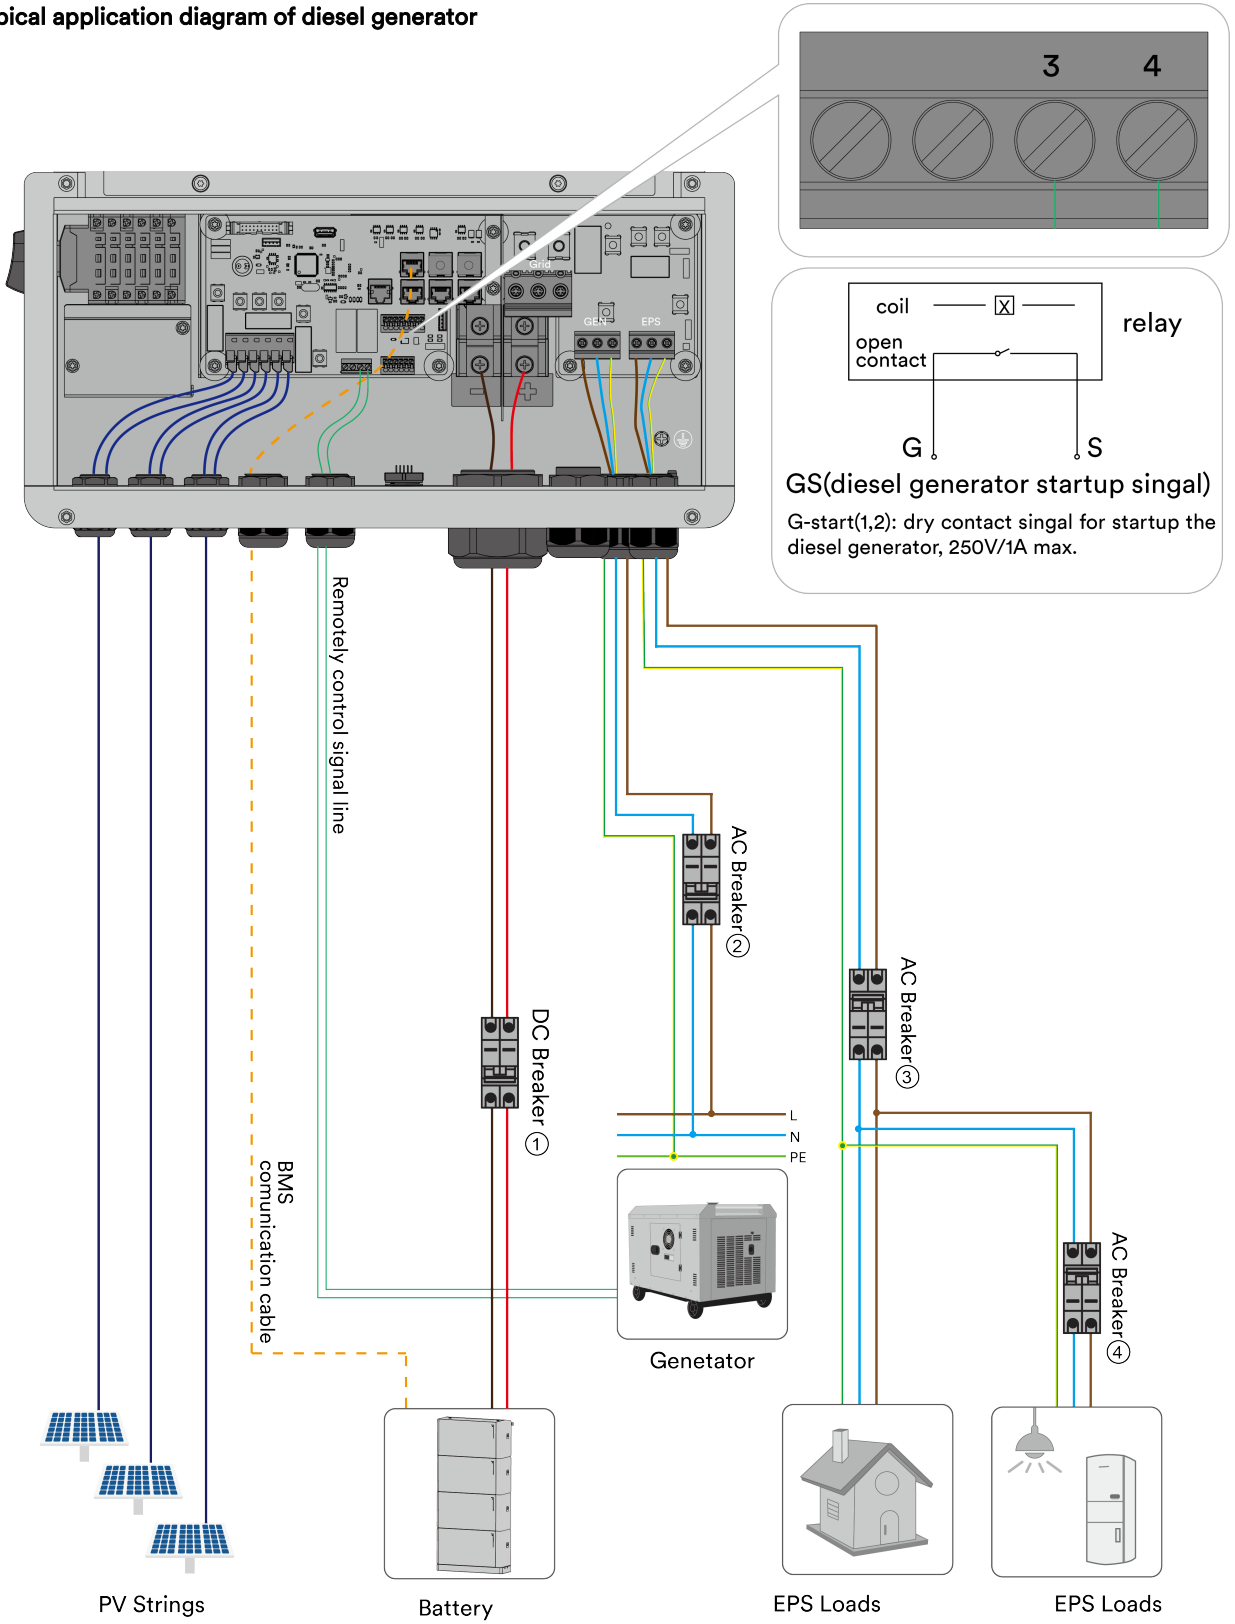 pical application diagram of diesel generator
3 4
Grid
GEN EPS
coil X
open
contact
relay
G S
GS(diesel generator startup singal)
G-start(1,2): dry contact singal for startup the
diesel generator, 250V/1A max.
Remotely control signal line
AC Breaker②
AC Breaker③
DC Breaker①
L
N
PE
BMS
comunication cable
AC Breaker④
Genetator
PV Strings
Battery
EPS Loads
EPS Loads